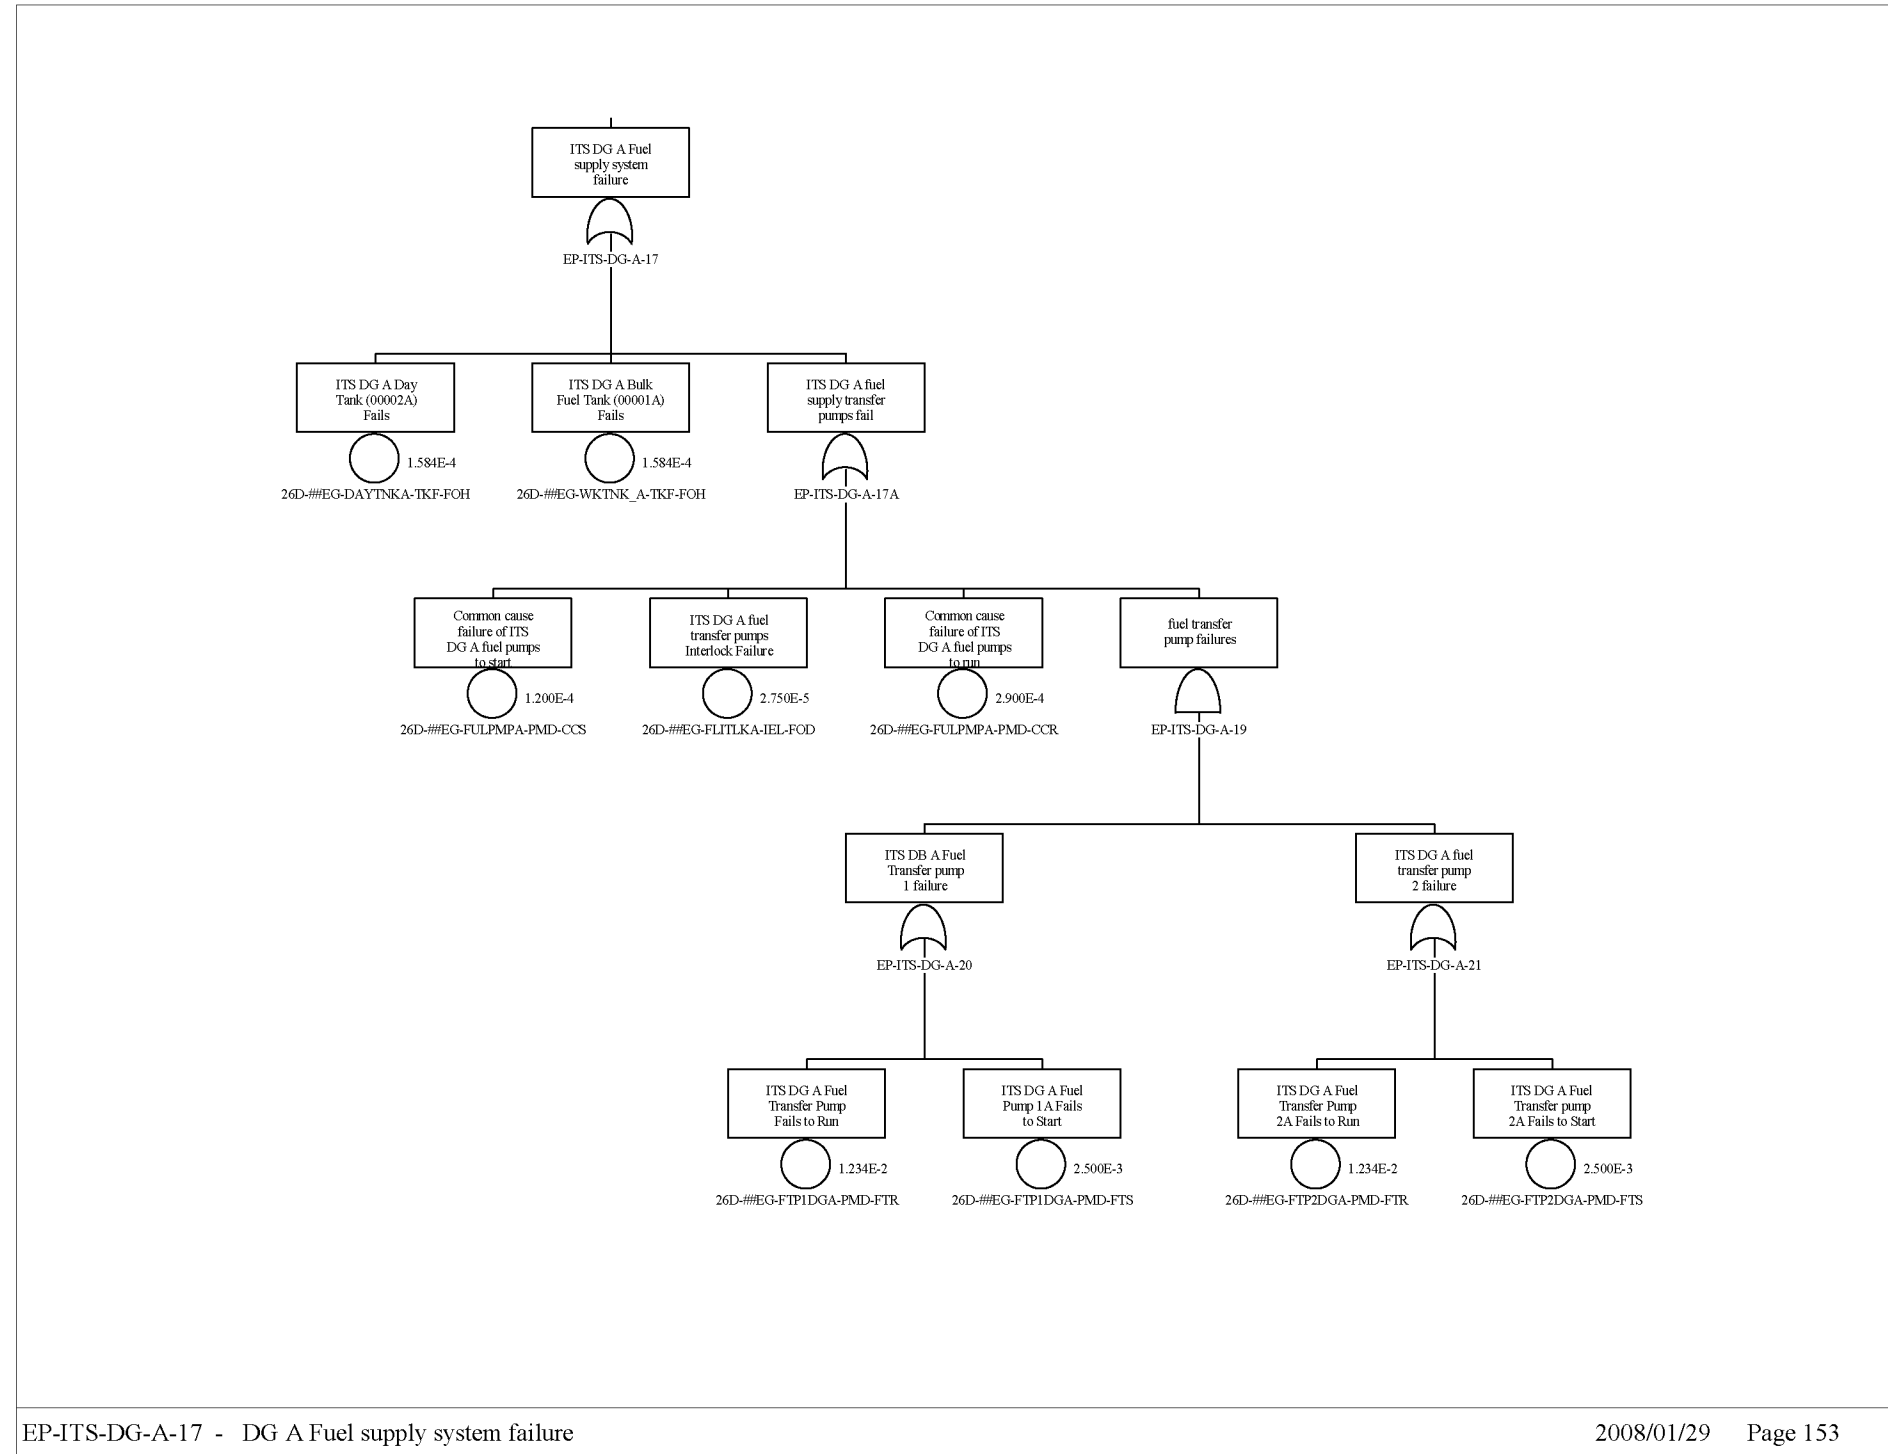 ITS DG A Fuel
supply system
failure
EP-ITS-DG-A-17
ITS DG A Day
Tank (00002A)
Fails
1.584E-4
26D-##EG-DAYTNKA-TKF-FOH
ITS DG A Bulk
Fuel Tank (00001A)
Fails
1.584E-4
26D-##EG-WKTNK_A-TKF-FOH
ITS DG A fuel
supply transfer
pumps fail
EP-ITS-DG-A-17A
Common cause
failure of ITS
DG A fuel pumps
to start
1.200E-4
26D-##EG-FULPMPA-PMD-CCS
ITS DG A fuel
transfer pumps
Interlock Failure
2.750E-5
26D-##EG-FLITLKA-IEL-FOD
Common cause
failure of ITS
DG A fuel pumps
to run
2.900E-4
26D-##EG-FULPMPA-PMD-CCR
fuel transfer
pump failures
EP-ITS-DG-A-19
ITS DB A Fuel
Transfer pump
1 failure
EP-ITS-DG-A-20
ITS DG A fuel
transfer pump
2 failure
EP-ITS-DG-A-21
ITS DG A Fuel
Transfer Pump
Fails to Run
1.234E-2
26D-##EG-FTP1DGA-PMD-FTR
ITS DG A Fuel
Pump 1A Fails
to Start
2.500E-3
26D-##EG-FTP1DGA-PMD-FTS
ITS DG A Fuel
Transfer Pump
2A Fails to Run
1.234E-2
26D-##EG-FTP2DGA-PMD-FTR
ITS DG A Fuel
Transfer pump
2A Fails to Start
2.500E-3
26D-##EG-FTP2DGA-PMD-FTS
EP-ITS-DG-A-17 - DG A Fuel supply system failure
2008/01/29 Page 153